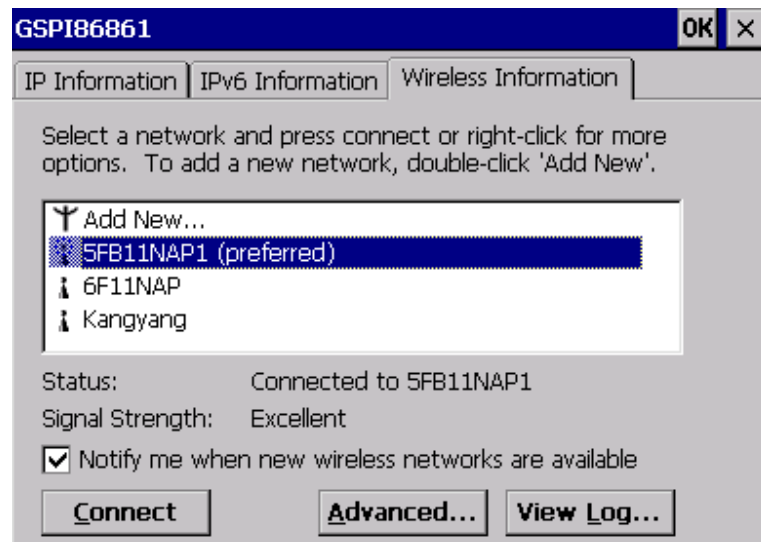 GSPI86861 OK ×
IP Information IPv6 Information Wireless Information
Select a network and press connect or right-click for more
options. To add a new network, double-click 'Add New'.
Add New...
5FB11NAP1 (preferred)
6F11NAP
Kangyang
Status: Connected to 5FB11NAP1
Signal Strength: Excellent
Notify me when new wireless networks are available
Connect Advanced... View Log...